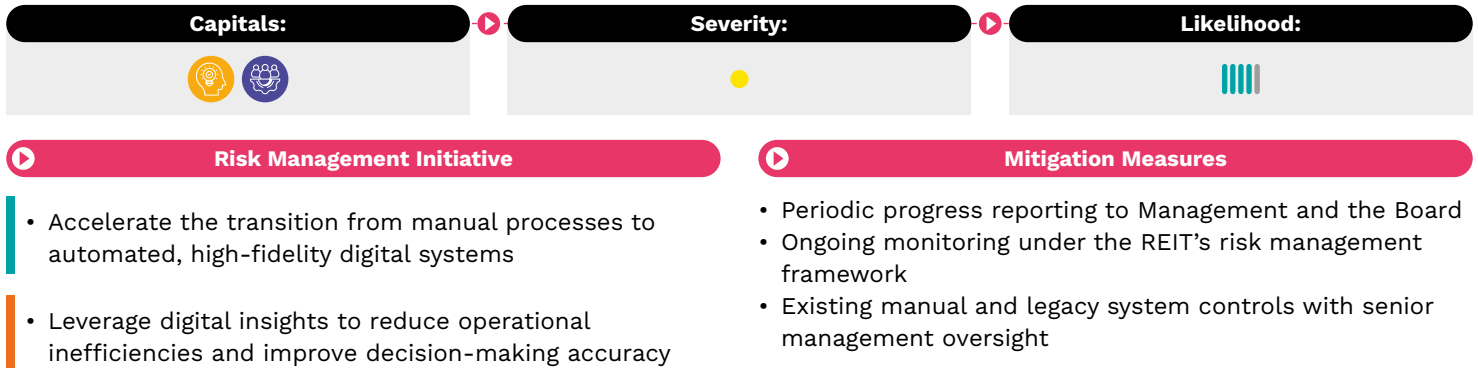 Capitals:
Severity:
Likelihood:
Risk Management Initiative
• Accelerate the transition from manual processes to
automated, high-fidelity digital systems
• Leverage digital insights to reduce operational
inefficiencies and improve decision-making accuracy
Mitigation Measures
• Periodic progress reporting to Management and the Board
• Ongoing monitoring under the REIT’s risk management
framework
• Existing manual and legacy system controls with senior
management oversight